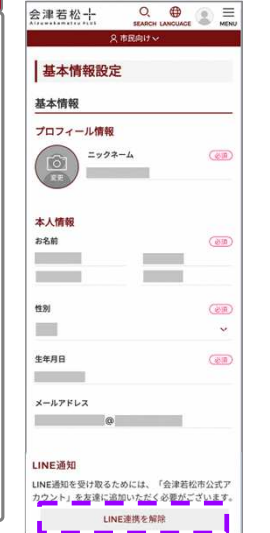 会津若松+
Aizuwakamatsu PLUS
SEARCH LANGUAGE MENU
市民向け
基本情報設定
基本情報
プロフィール情報
ニックネーム 必須
変更
本人情報
お名前 必須
性別 必須
生年月日 必須
メールアドレス
@
LINE通知
LINE通知を受け取るためには、「会津若松市公式ア
カウント」を友達に追加いただく必要がございます。
LINE連携を解除